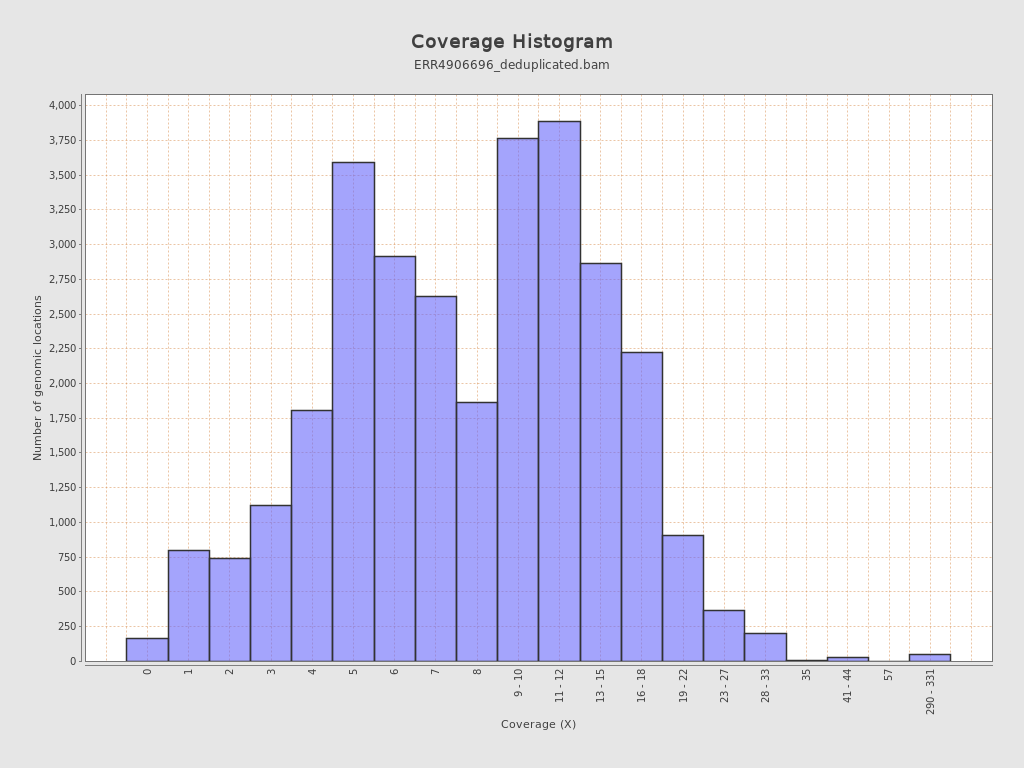 Coverage Histogram
ERR4906696_deduplicated.bam
Number of genomic locations
4,000
3,750
3,500
3,250
3,000
2,750
2,500
2,250
2,000
1,750
1,500
1,250
1,000
750
500
250
0
0
1
2
3
4
5
6
7
8
9 - 10
11 - 12
13 - 15
16 - 18
19 - 22
23 - 27
28 - 33
35
41 - 44
57
290 - 331
Coverage (X)